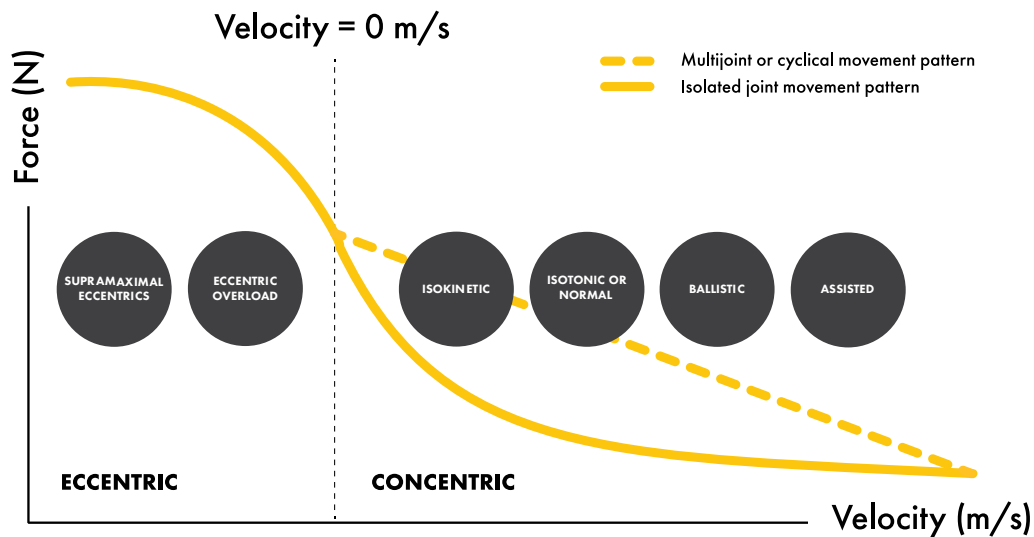 Velocity = 0 m/s
Force (N)
Multijoint or cyclical movement pattern
Isolated joint movement pattern
SUPRAMAXIMAL
ECCENTRICS
ECCENTRIC
OVERLOAD
ISOKINETIC
ISOTONIC OR
NORMAL
BALLISTIC
ASSISTED
ECCENTRIC
CONCENTRIC
Velocity (m/s)